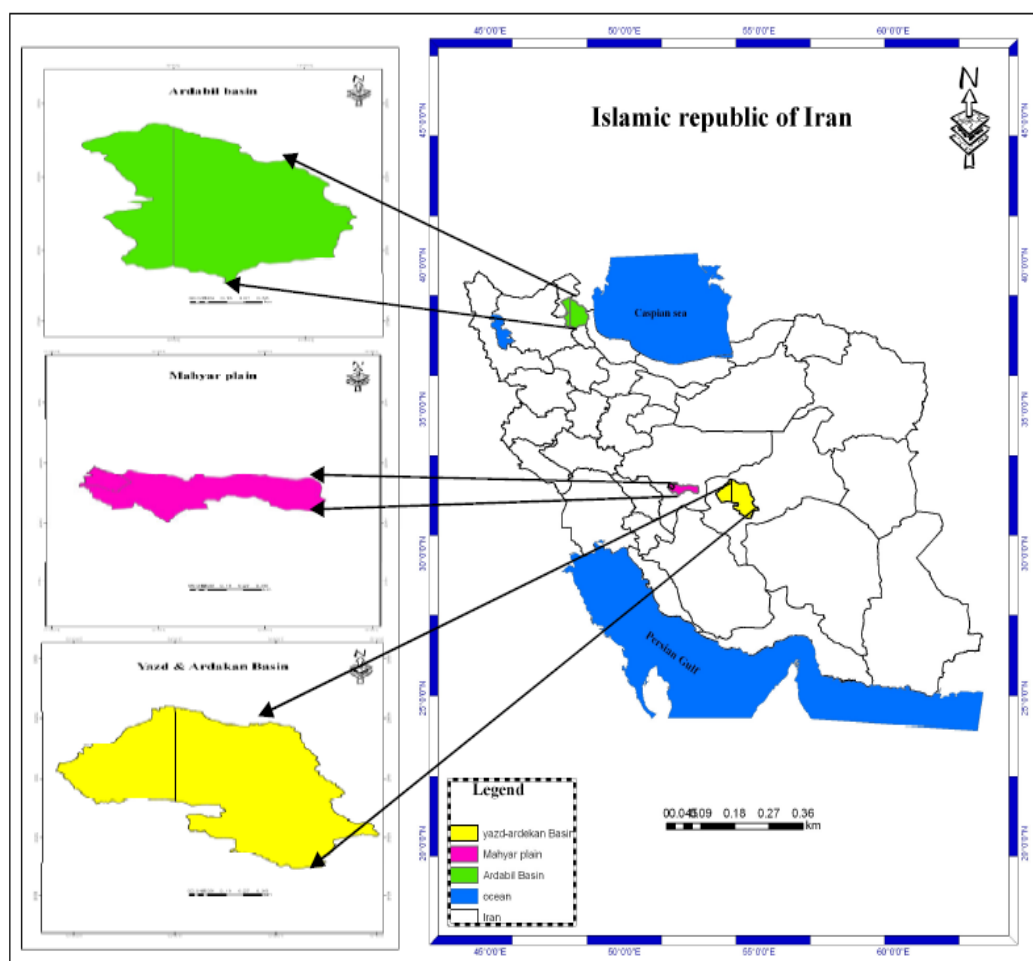 Ardabil basin
N
Mahyar plain
Yazd & Ardakan Basin
45°0'0"E 50°0'0"E 55°0'0"E 60°0'0"E
Islamic republic of Iran
N
45°0'0"N
40°0'0"N
35°0'0"N
30°0'0"N
25°0'0"N
20°0'0"N
Caspian sea
Persian Gulf
Legend
yazd-ardekan Basin
Mahyar plain
Ardabil Basin
ocean
Iran
00.0450.09 0.18 0.27 0.36
km
45°0'0"E 50°0'0"E 55°0'0"E 60°0'0"E